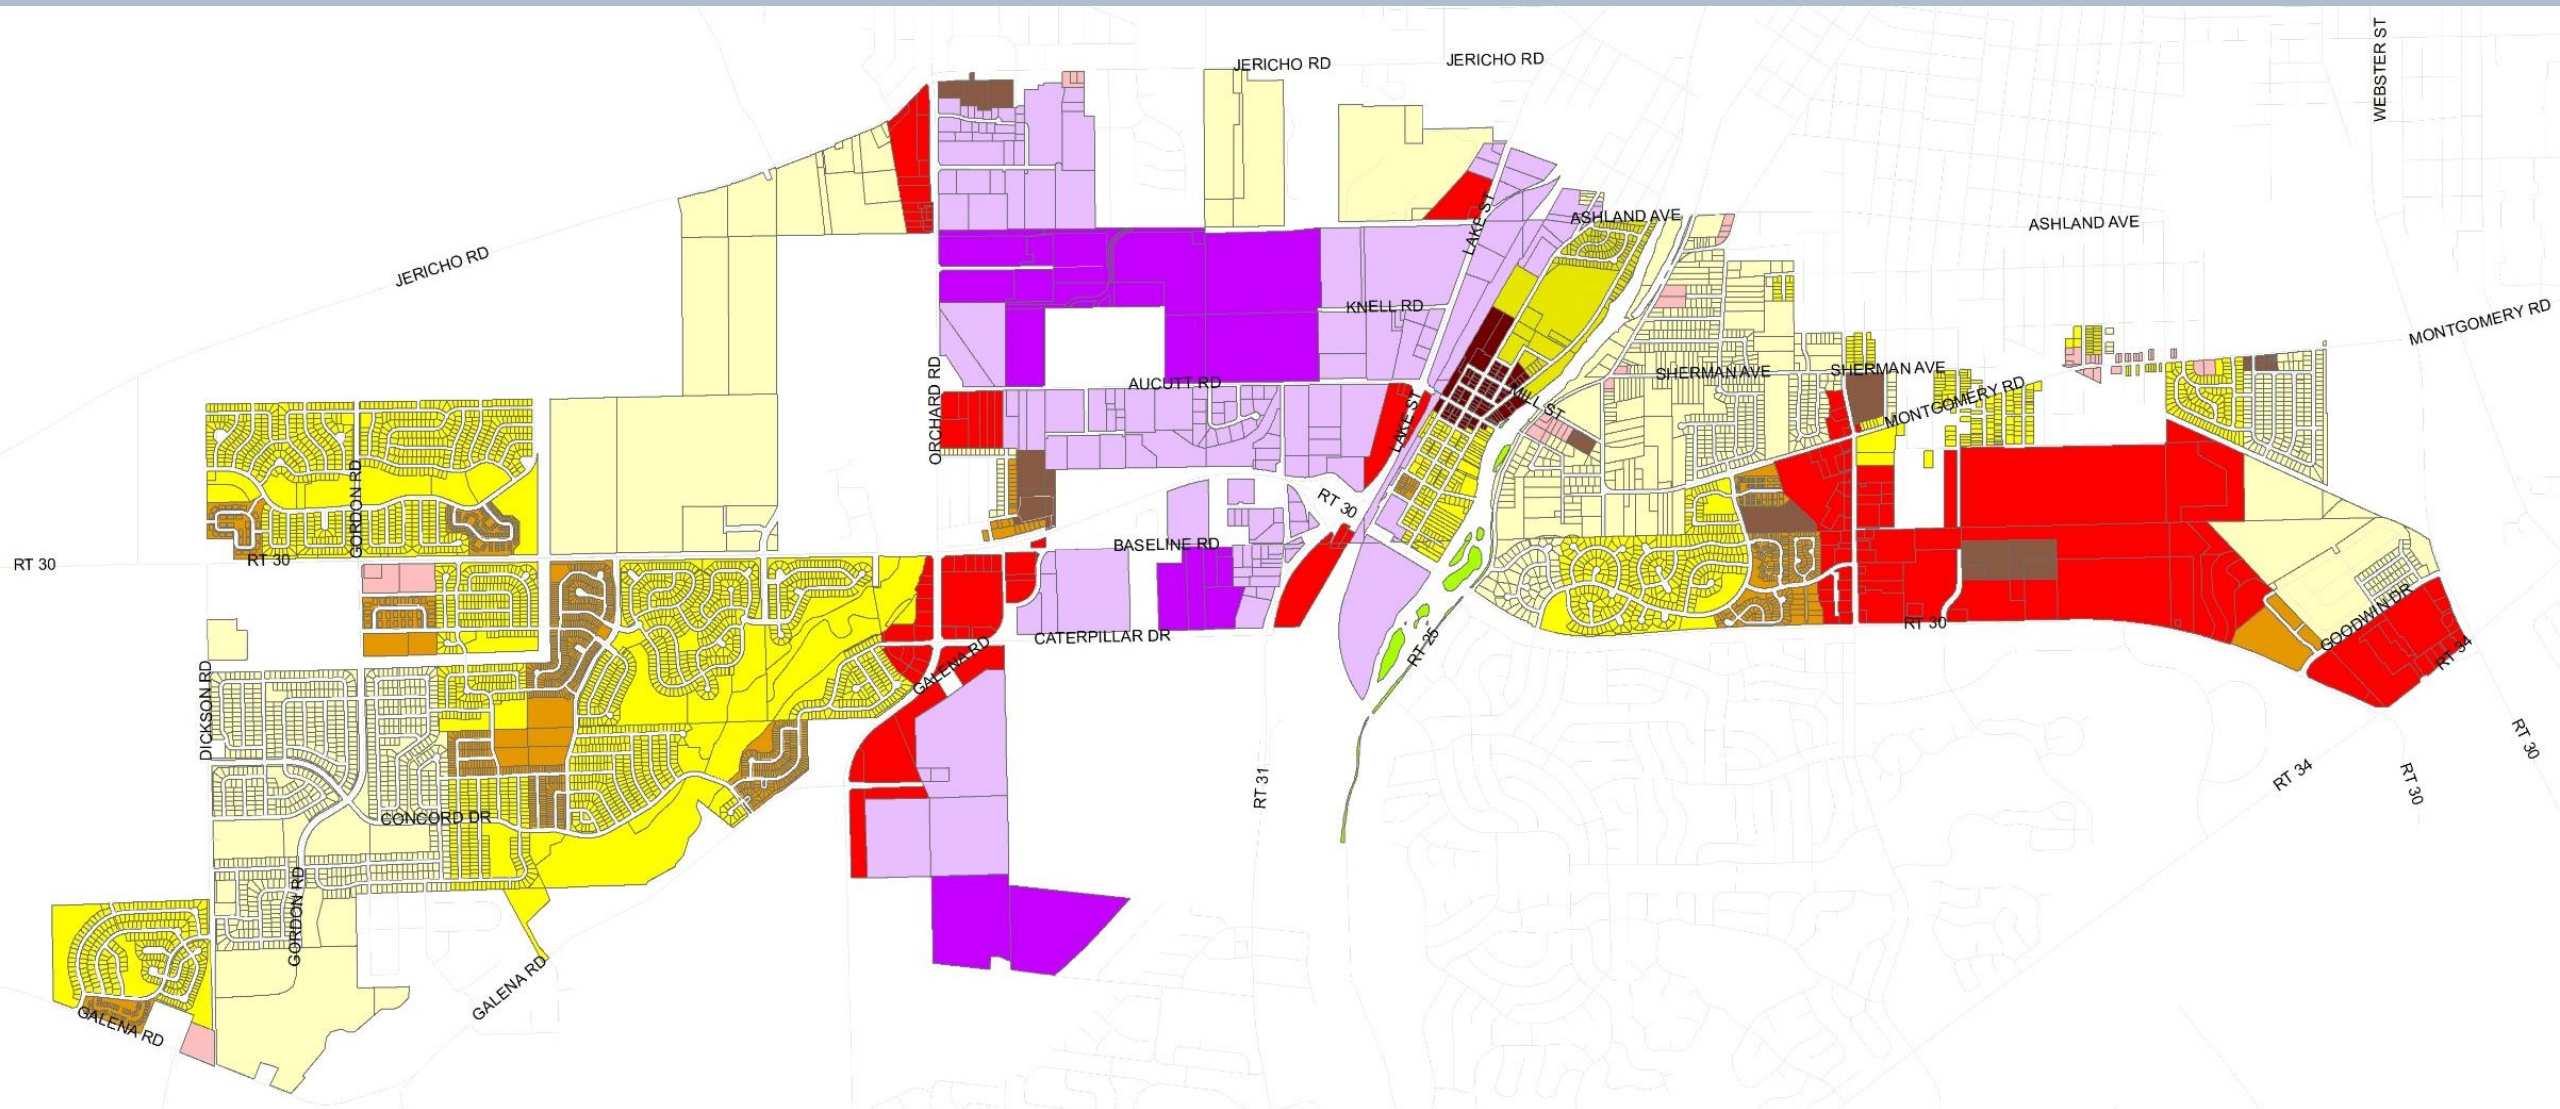 WEBSTER ST
JERICHO RD
JERICHO RD
ASHLAND AVE
ASHLAND AVE
LAKE ST
JERICHO RD
KNELL RD
MONTGOMERY RD
SHERMAN AVE
SHERMAN AVE
AUCUTT RD
ORCHARD RD
MILL ST
MONTGOMERY RD
LAKE ST
GORDON RD
RT 30
BASELINE RD
RT 30
RT 30
RT 30
CATERPILLAR DR
GOODWIN DR
RT 25
RT 34
GALENA RD
DICKSON RD
RT 30
RT 34
RT 30
RT 31
CONCORD DR
GORDON RD
GALENA RD
GALENA RD